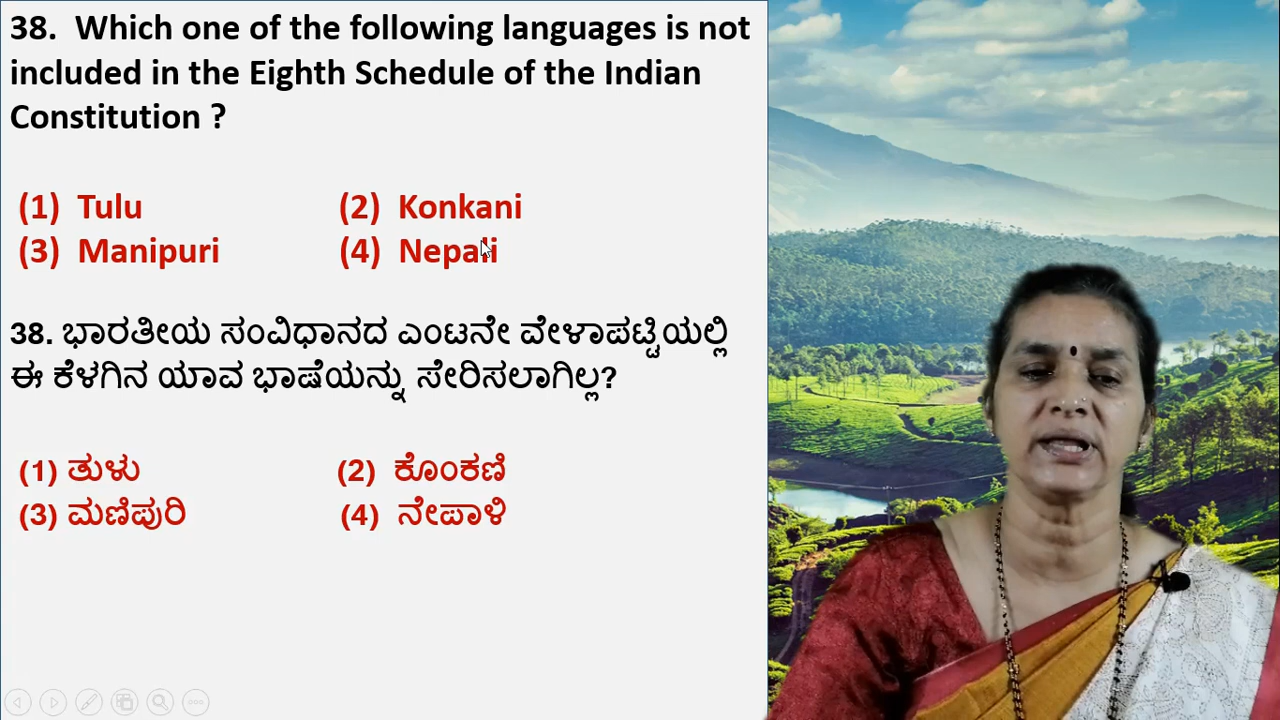 38. Which one of the following languages is not
included in the Eighth Schedule of the Indian
Constitution ?
(1) Tulu (2) Konkani
(3) Manipuri (4) Nepali
38. ಭಾರತೀಯ ಸಂವಿಧಾನದ ಎಂಟನೇ ವೇಳಾಪಟ್ಟಿಯಲ್ಲಿ
ಈ ಕೆಳಗಿನ ಯಾವ ಭಾಷೆಯನ್ನು ಸೇರಿಸಲಾಗಿಲ್ಲ?
(1) ತುಳು (2) ಕೊಂಕಣಿ
(3) ಮಣಿಪುರಿ (4) ನೇಪಾಳಿ